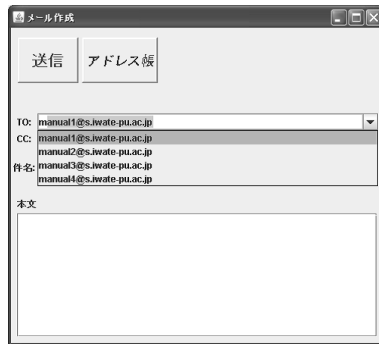 メール作成
送信 アドレス帳
TO: manual1@s.iwate-pu.ac.jp
CC: manual1@s.iwate-pu.ac.jp
manual2@s.iwate-pu.ac.jp
件名: manual3@s.iwate-pu.ac.jp
manual4@s.iwate-pu.ac.jp
本文